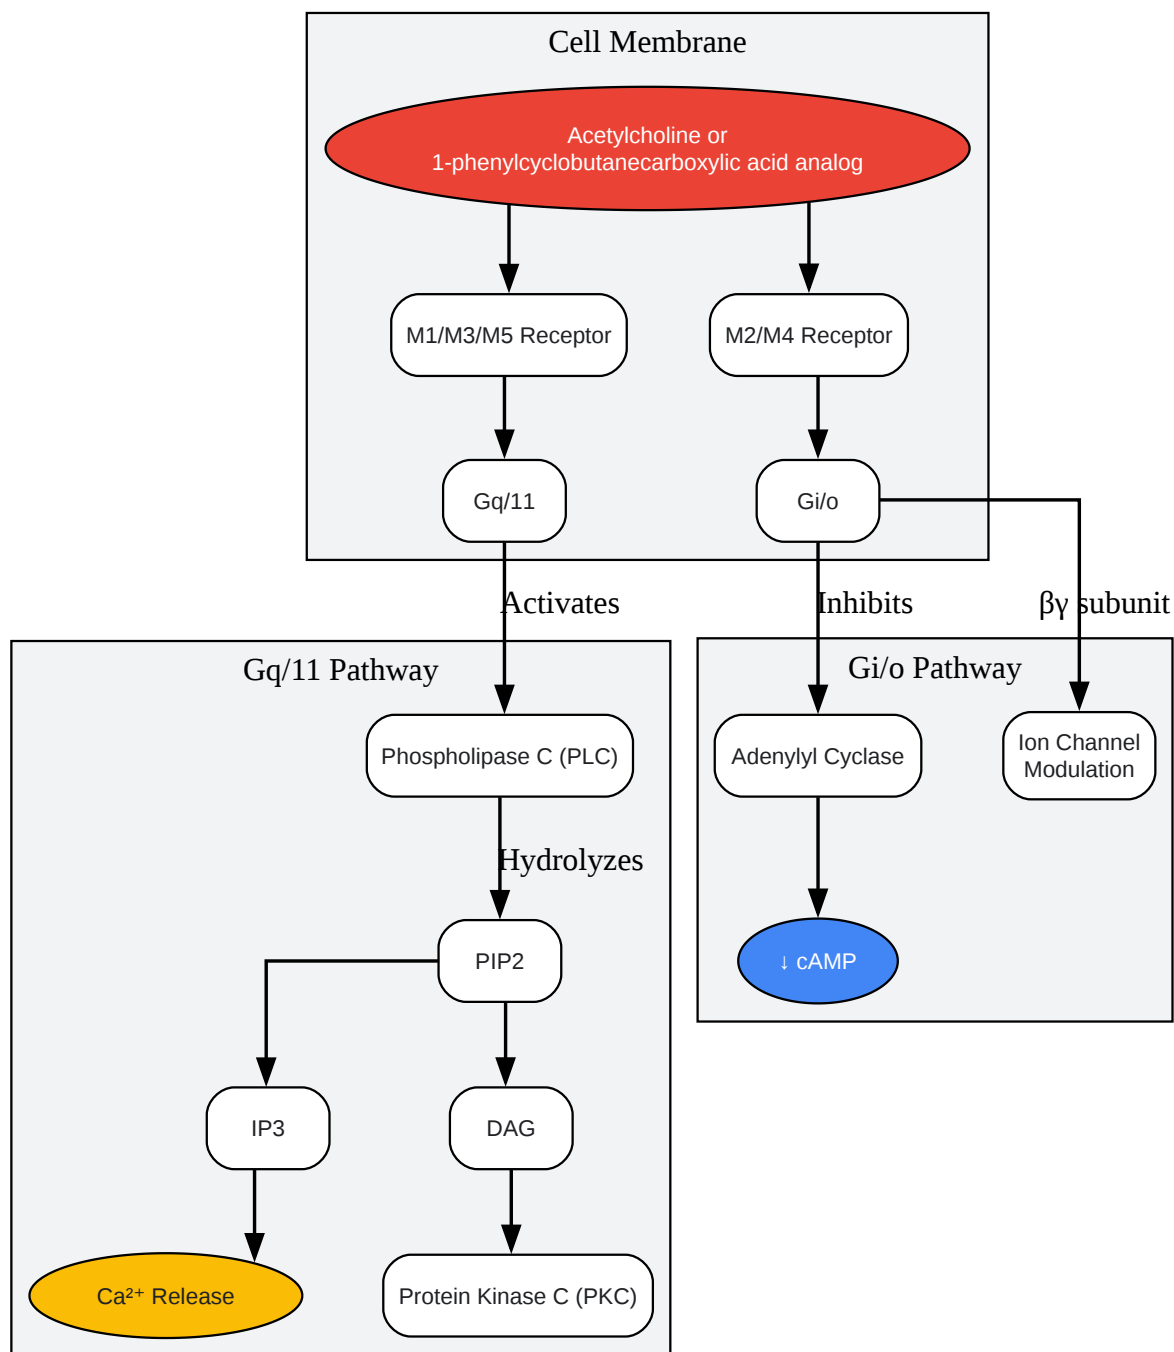 Cell Membrane
Acetylcholine or
1-phenylcyclobutanecarboxylic acid analog
M1/M3/M5 Receptor
M2/M4 Receptor
Gq/11
Gi/o
Activates
Inhibits
βγ subunit
Gq/11 Pathway
Gi/o Pathway
Phospholipase C (PLC)
Adenylyl Cyclase
Ion Channel
Modulation
Hydrolyzes
PIP2
↓ cAMP
IP3
DAG
Ca²⁺ Release
Protein Kinase C (PKC)